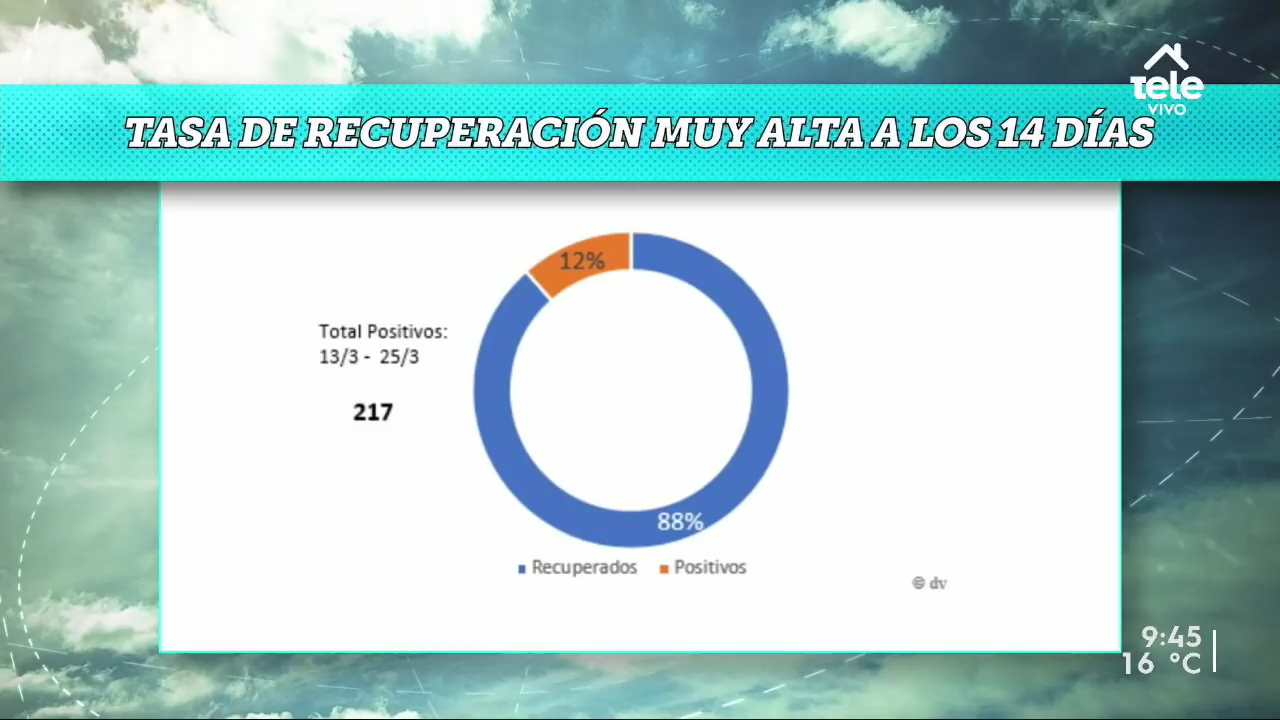 tele
VIVO
TASA DE RECUPERACIÓN MUY ALTA A LOS 14 DÍAS
12%
Total Positivos:
13/3 - 25/3
217
88%
Recuperados Positivos
© dv
9:45
16 °C